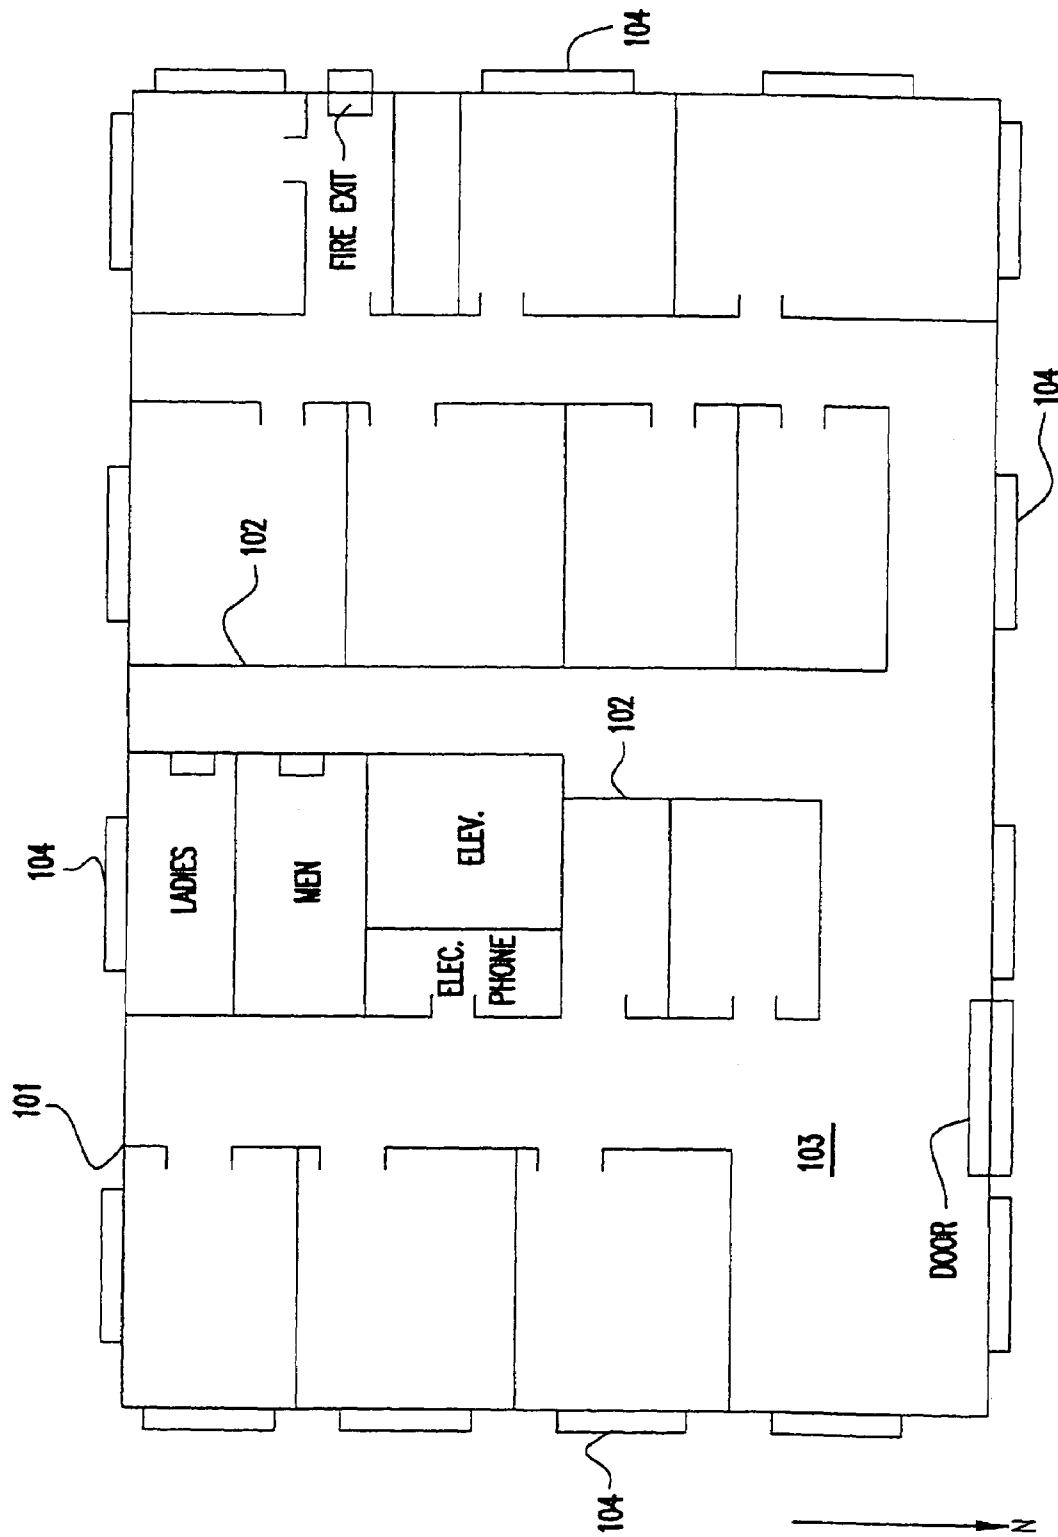 101
104
LADIES
102
MEN
FIRE EXIT
ELEC.
PHONE
ELEV.
104
102
104
103
DOOR
N
104